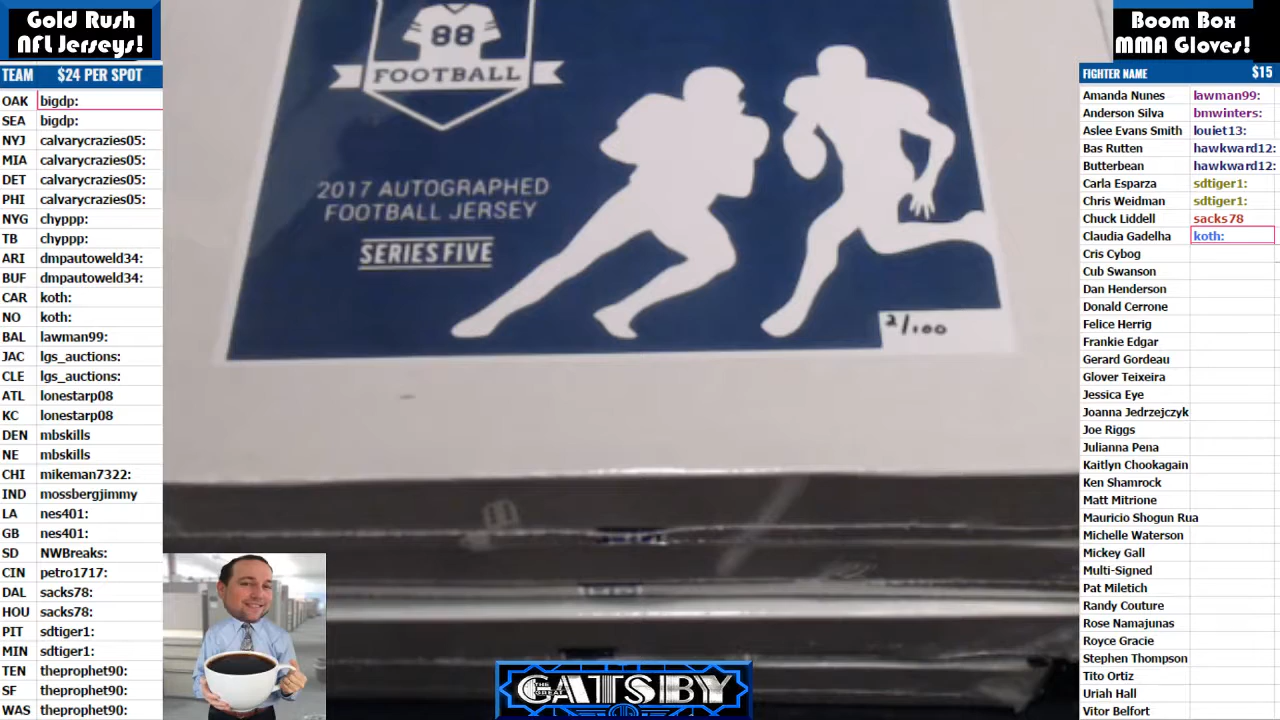 Gold Rush
NFL Jerseys!
TEAM $24 PER SPOT
OAK bigdp:
SEA bigdp:
NYJ calvarycrazies05:
MIA calvarycrazies05:
DET calvarycrazies05:
PHI calvarycrazies05:
NYG chyppp:
TB chyppp:
ARI dmpautoweld34:
BUF dmpautoweld34:
CAR koth:
NO koth:
BAL lawman99:
JAC lgs_auctions:
CLE lgs_auctions:
ATL lonestarp08
KC lonestarp08
DEN mbskills
NE mbskills
CHI mikeman7322:
IND mossbergjimmy
LA nes401:
GB nes401:
SD NWBreaks:
CIN petro1717:
DAL sacks78:
HOU sacks78:
PIT sdtiger1:
MIN sdtiger1:
TEN theprophet90:
SF theprophet90:
WAS theprophet90:
88
FOOTBALL
2017 AUTOGRAPHED
FOOTBALL JERSEY
SERIES FIVE
2/100
THE GREAT GATSBY
Boom Box
MMA Gloves!
FIGHTER NAME $15
Amanda Nunes lawman99:
Anderson Silva bmwinters:
Aslee Evans Smith louiet13:
Bas Rutten hawkward12:
Butterbean hawkward12:
Carla Esparza sdtiger1:
Chris Weidman sdtiger1:
Chuck Liddell sacks78
Claudia Gadelha koth:
Cris Cybog
Cub Swanson
Dan Henderson
Donald Cerrone
Felice Herrig
Frankie Edgar
Gerard Gordeau
Glover Teixeira
Jessica Eye
Joanna Jedrzejczyk
Joe Riggs
Julianna Pena
Kaitlyn Chookagain
Ken Shamrock
Matt Mitrione
Mauricio Shogun Rua
Michelle Waterson
Mickey Gall
Multi-Signed
Pat Miletich
Randy Couture
Rose Namajunas
Royce Gracie
Stephen Thompson
Tito Ortiz
Uriah Hall
Vitor Belfort